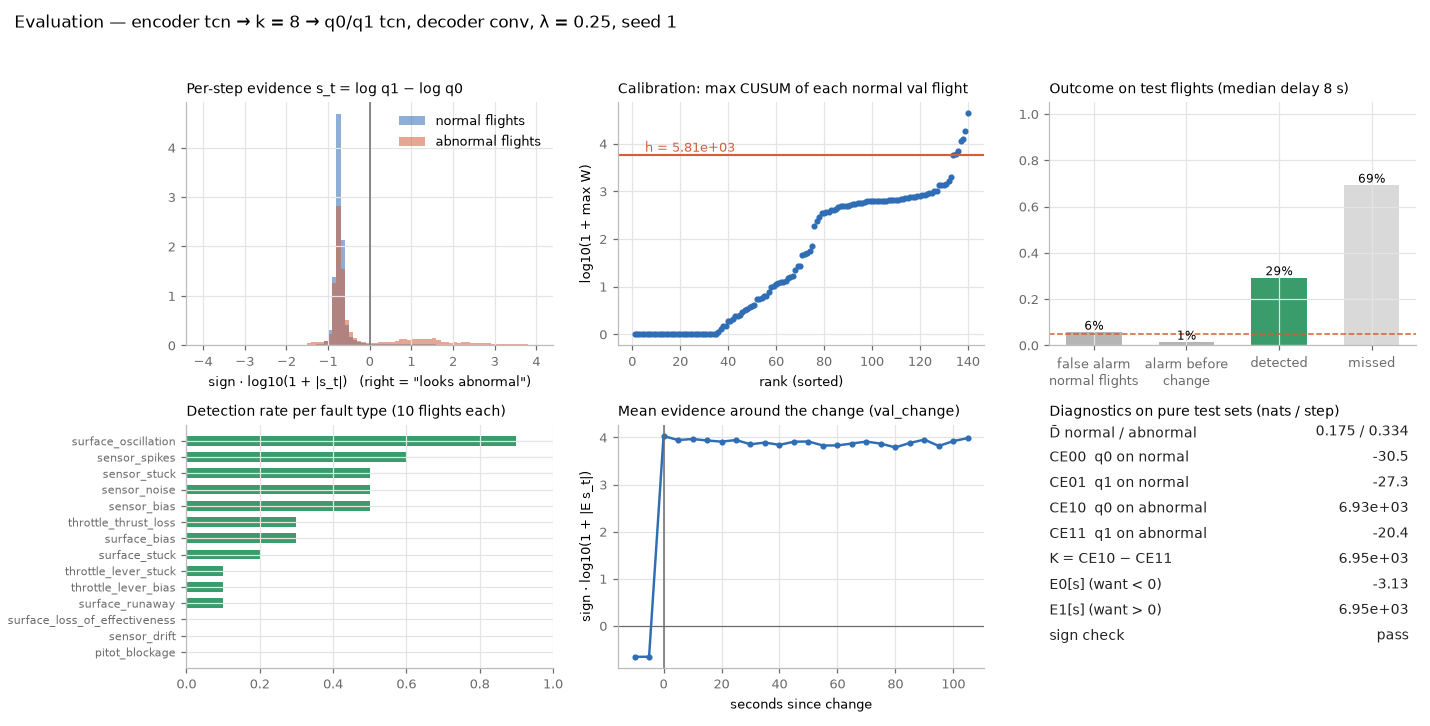 Evaluation — encoder tcn → k = 8 → q0/q1 tcn, decoder conv, λ = 0.25, seed 1
Per-step evidence s_t = log q1 − log q0
normal flights
abnormal flights
4
3
2
1
0
−4 −3 −2 −1 0 1 2 3 4
sign · log10(1 + |s_t|)   (right = "looks abnormal")
Calibration: max CUSUM of each normal val flight
log10(1 + max W)
h = 5.81e+03
4
3
2
1
0
0 20 40 60 80 100 120 140
rank (sorted)
Outcome on test flights (median delay 8 s)
1.0
0.8
0.6
0.4
0.2
0.0
6%
1%
29%
69%
false alarm
normal flights
alarm before
change
detected
missed
Detection rate per fault type (10 flights each)
surface_oscillation
sensor_spikes
sensor_stuck
sensor_noise
sensor_bias
throttle_thrust_loss
surface_bias
surface_stuck
throttle_lever_stuck
throttle_lever_bias
surface_runaway
surface_loss_of_effectiveness
sensor_drift
pitot_blockage
0.0 0.2 0.4 0.6 0.8 1.0
Mean evidence around the change (val_change)
sign · log10(1 + |E s_t|)
4
3
2
1
0
0 20 40 60 80 100
seconds since change
Diagnostics on pure test sets (nats / step)
D̄ normal / abnormal 0.175 / 0.334
CE00  q0 on normal -30.5
CE01  q1 on normal -27.3
CE10  q0 on abnormal 6.93e+03
CE11  q1 on abnormal -20.4
K = CE10 − CE11 6.95e+03
E0[s] (want < 0) -3.13
E1[s] (want > 0) 6.95e+03
sign check pass